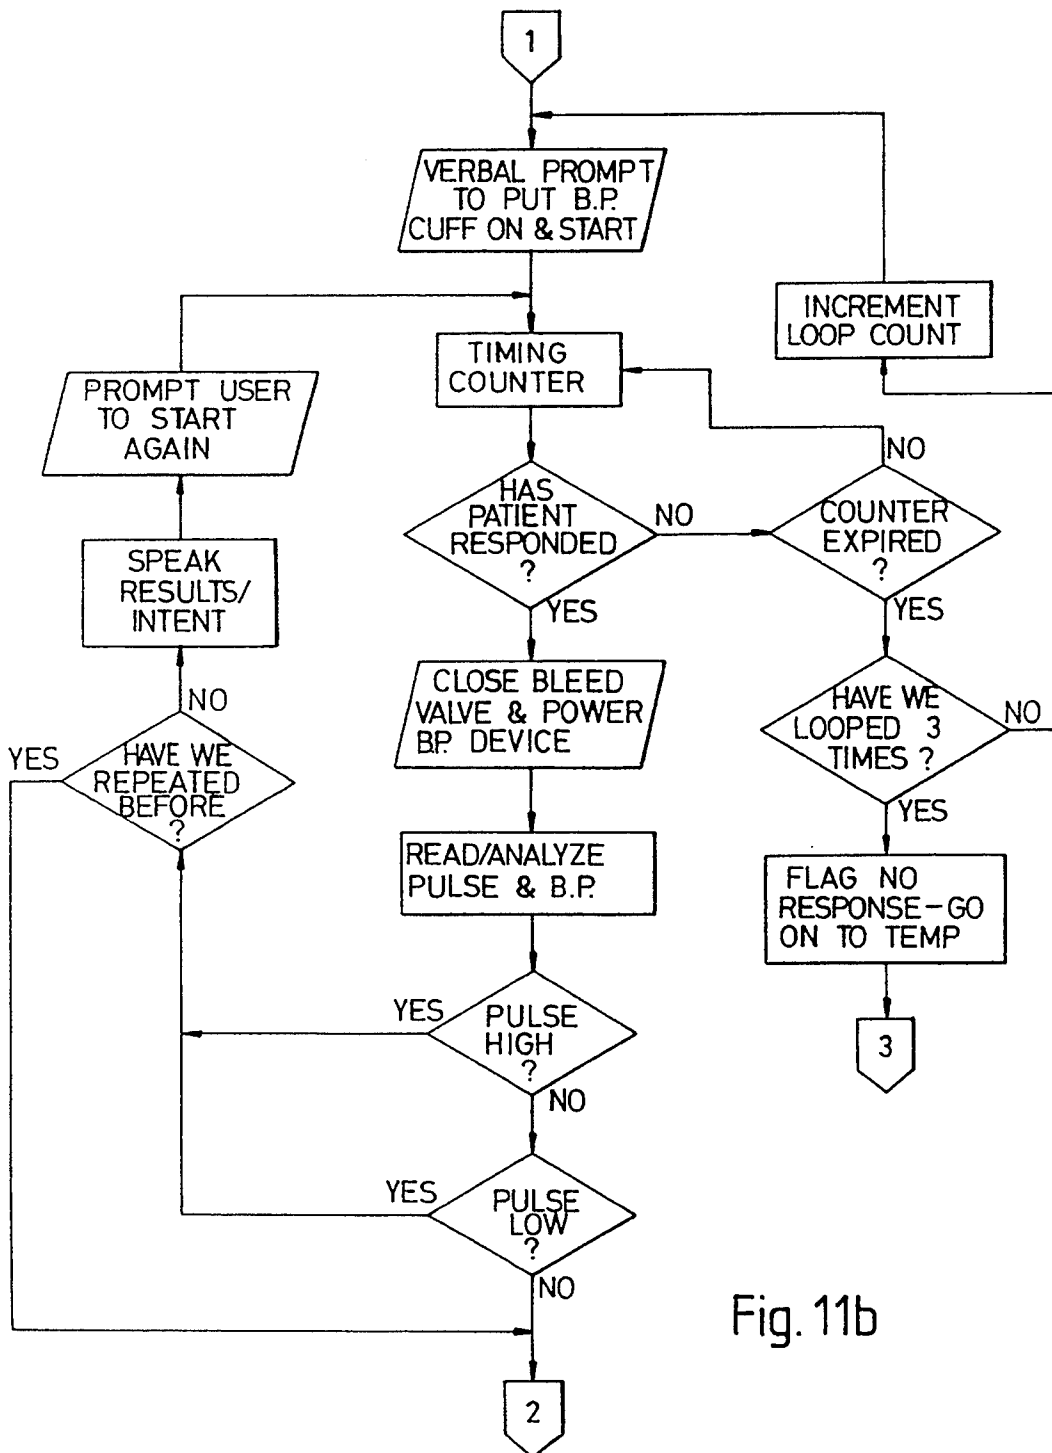 1
VERBAL PROMPT
TO PUT B.P.
CUFF ON & START
INCREMENT
LOOP COUNT
TIMING
COUNTER
PROMPT USER
TO START
AGAIN
NO
HAS
PATIENT
RESPONDED
?
NO
COUNTER
EXPIRED
?
YES
YES
SPEAK
RESULTS/
INTENT
CLOSE BLEED
VALVE & POWER
B.P. DEVICE
HAVE WE
LOOPED 3
TIMES ?
NO
YES
NO
YES
HAVE WE
REPEATED
BEFORE
?
READ/ANALYZE
PULSE & B.P.
FLAG NO
RESPONSE-GO
ON TO TEMP
3
YES
PULSE
HIGH
?
NO
YES
PULSE
LOW
?
NO
2
Fig. 11b